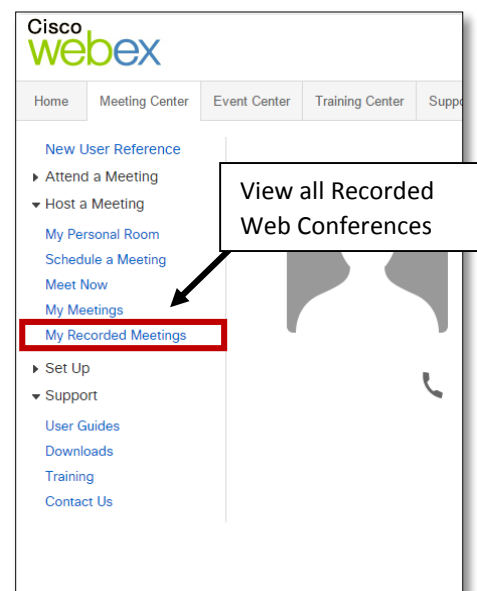 Cisco
webex
Home Meeting Center Event Center Training Center
New User Reference
Attend a Meeting
Host a Meeting
View all Recorded
Web Conferences
My Personal Room
Schedule a Meeting
Meet Now
My Meetings
My Recorded Meetings
Set Up
Support
User Guides
Downloads
Training
Contact Us